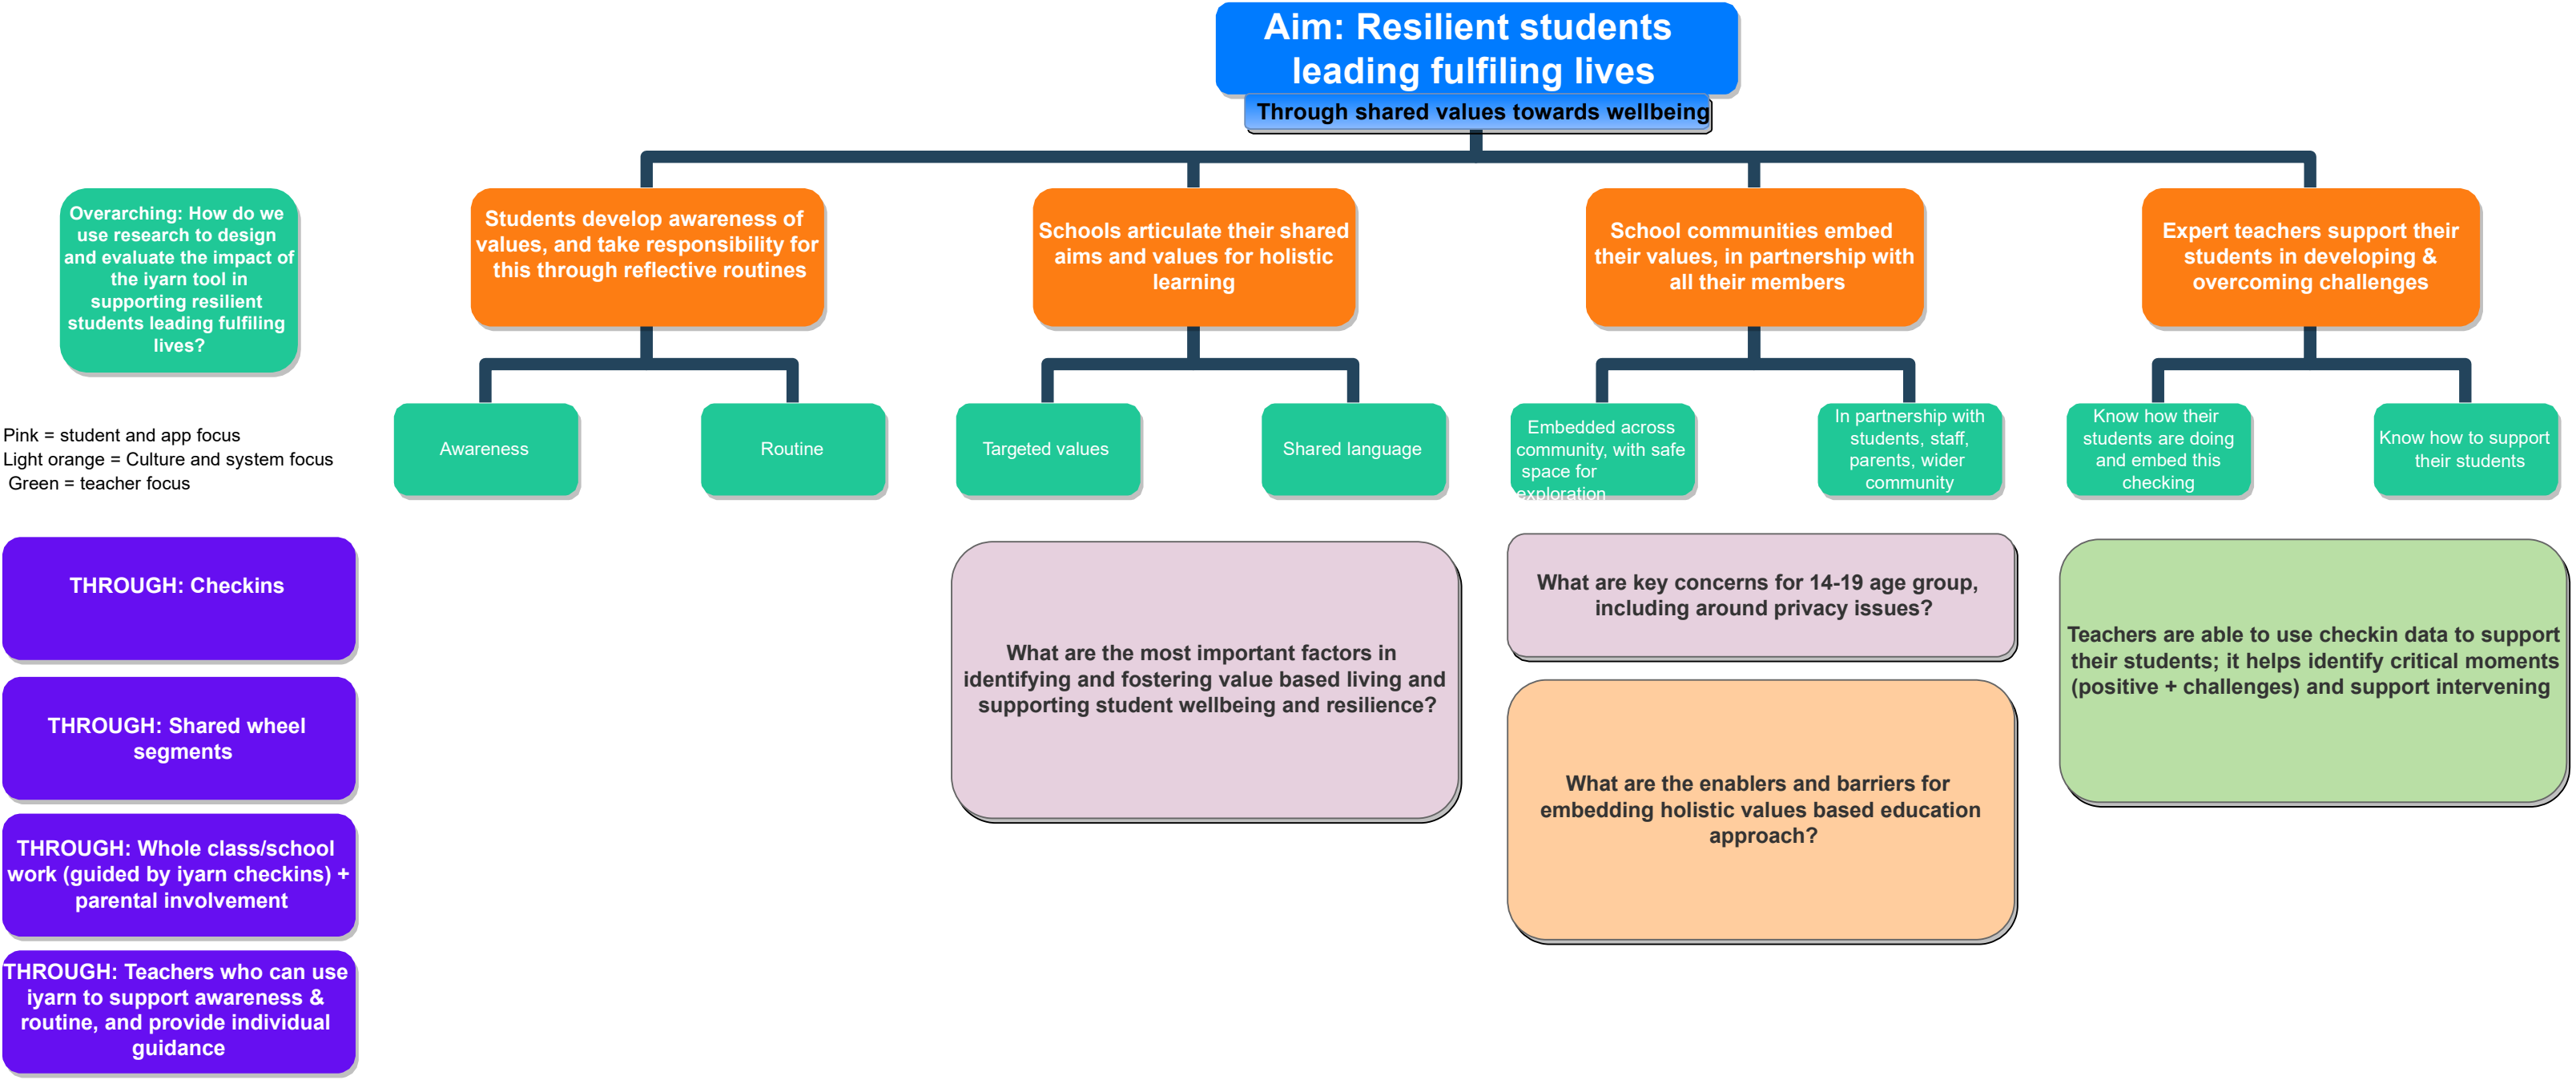 Aim: Resilient students
leading fulfiling lives
Through shared values towards wellbeing
Overarching: How do we
use research to design
and evaluate the impact of
the iyarn tool in
supporting resilient
students leading fulfiling
lives?
Students develop awareness of
values, and take responsibility for
this through reflective routines
Schools articulate their shared
aims and values for holistic
learning
School communities embed
their values, in partnership with
all their members
Expert teachers support their
students in developing &
overcoming challenges
Pink = student and app focus
Light orange = Culture and system focus
Green = teacher focus
Awareness
Routine
Targeted values
Shared language
Embedded across
community, with safe
space for
exploration
In partnership with
students, staff,
parents, wider
community
Know how their
students are doing
and embed this
checking
Know how to support
their students
THROUGH: Checkins
THROUGH: Shared wheel
segments
THROUGH: Whole class/school
work (guided by iyarn checkins) +
parental involvement
THROUGH: Teachers who can use
iyarn to support awareness &
routine, and provide individual
guidance
What are the most important factors in
identifying and fostering value based living and
supporting student wellbeing and resilience?
What are key concerns for 14-19 age group,
including around privacy issues?
What are the enablers and barriers for
embedding holistic values based education
approach?
Teachers are able to use checkin data to support
their students; it helps identify critical moments
(positive + challenges) and support intervening